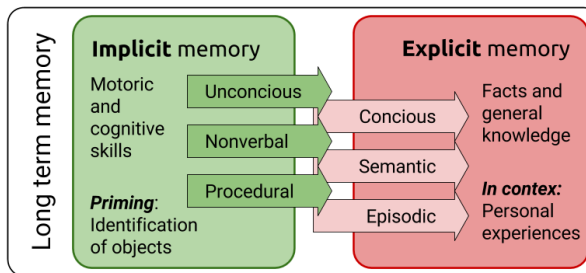 Long term memory
Implicit memory
Motoric and
cognitive
skills
Priming:
Identification
of objects
Unconcious
Nonverbal
Procedural
Explicit memory
Concious
Semantic
Episodic
Facts and
general
knowledge
In contex:
Personal
experiences